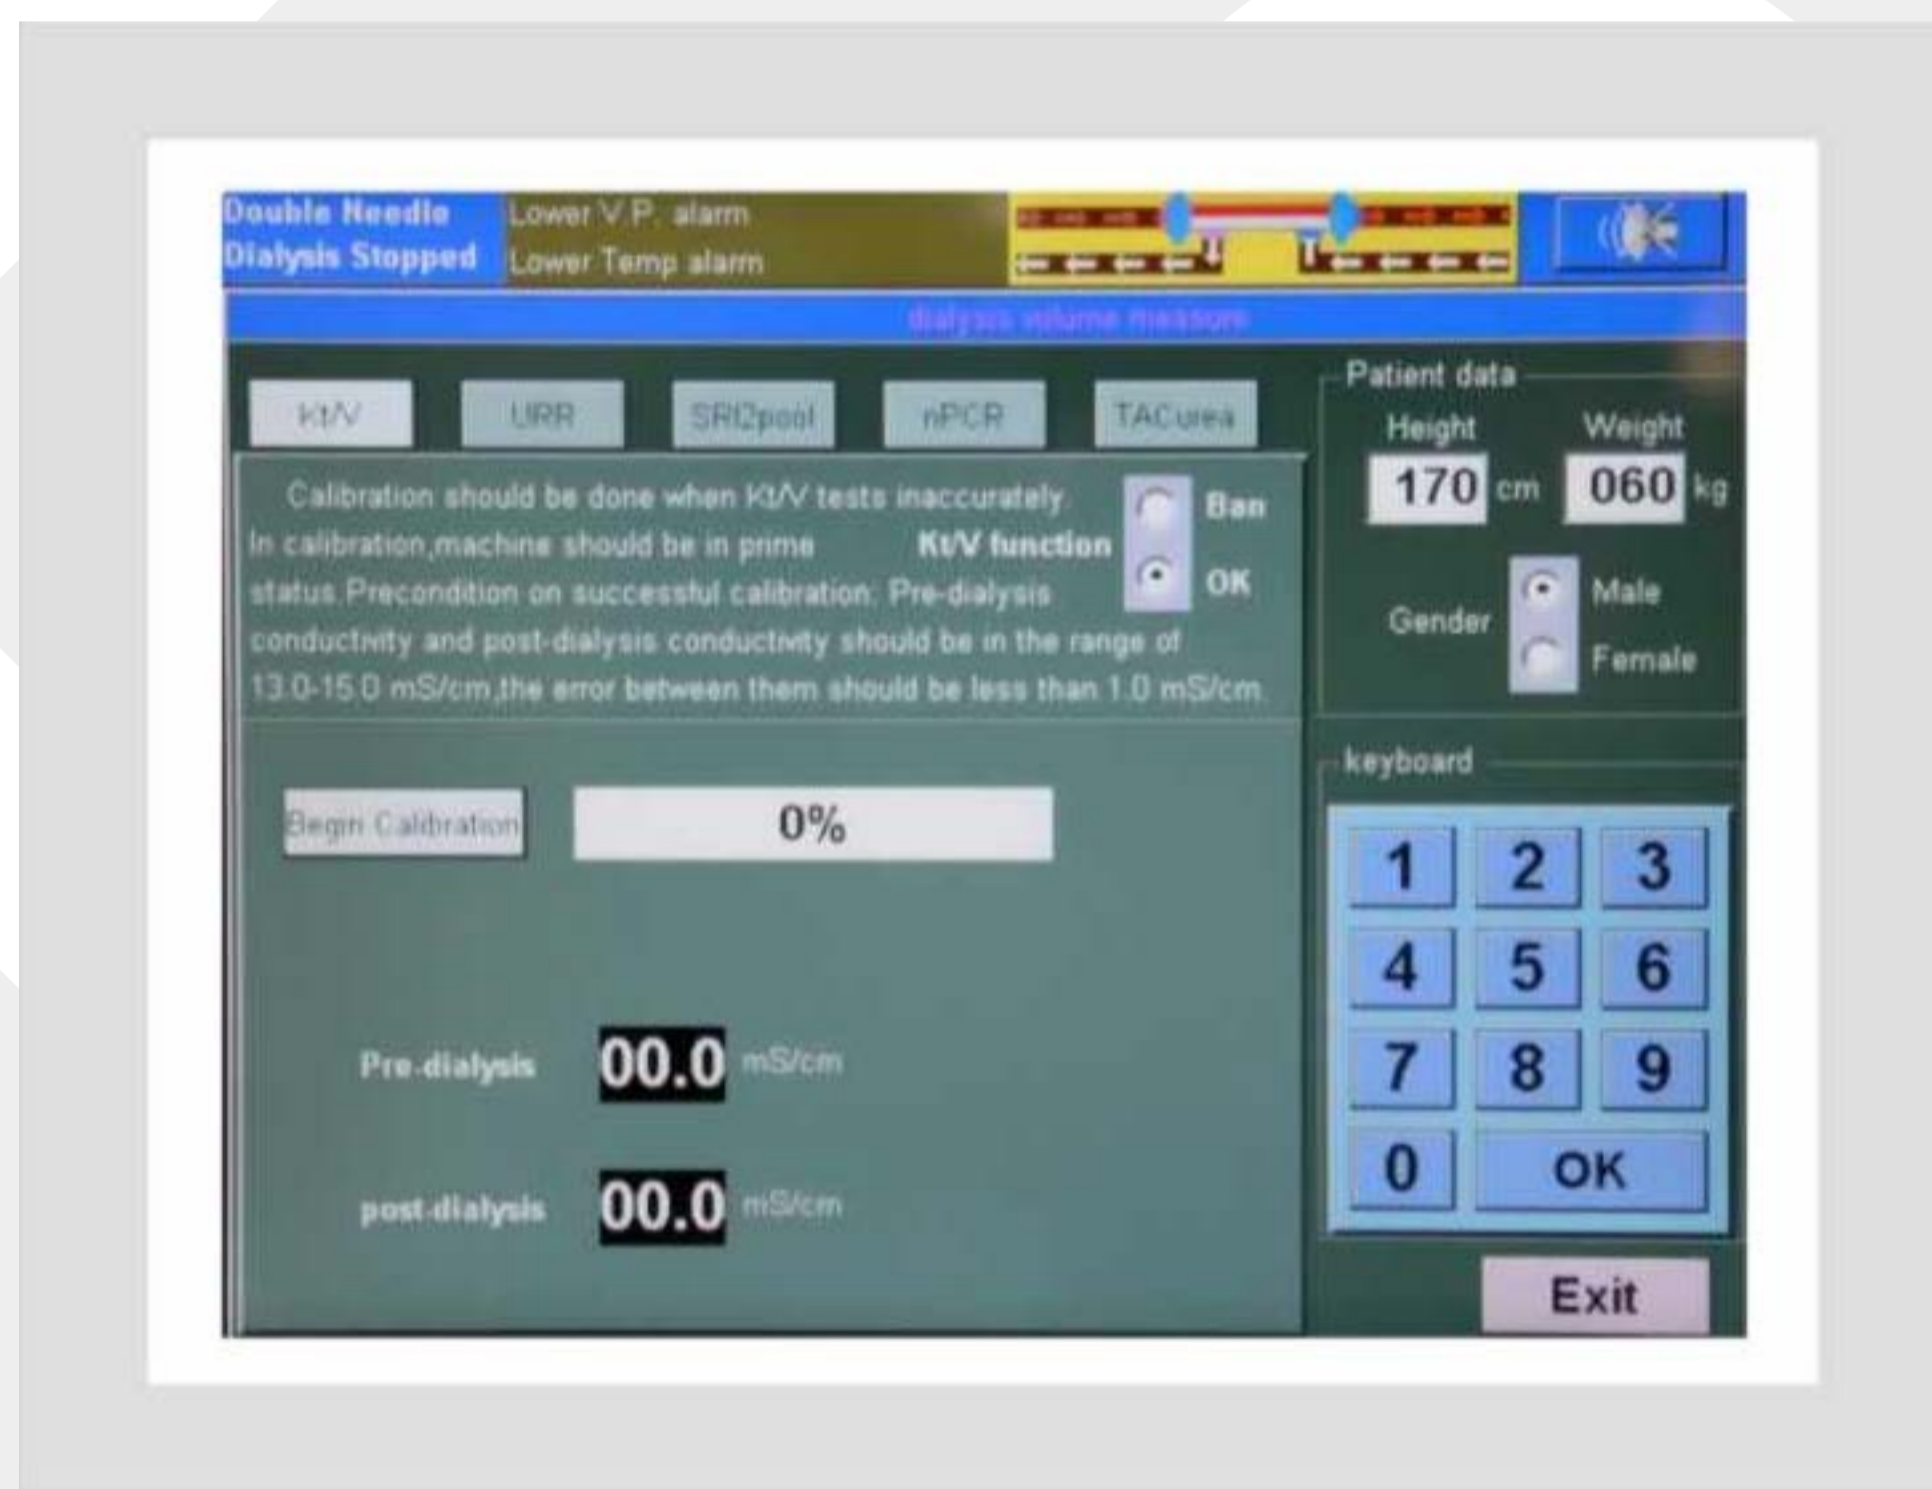 Double Needle
Dialysis Stopped
Lower V.P. alarm
Lower Temp alarm
dialysis volume measure
Kt/V
URR
SRI2pool
nPCR
TACurea
Calibration should be done when Kt/V tests inaccurately.
In calibration,machine should be in prime
status.Precondition on successful calibration: Pre-dialysis
conductivity and post-dialysis conductivity should be in the range of
13.0-15.0 mS/cm,the error between them should be less than 1.0 mS/cm.
Kt/V function
Ban
OK
Begin Calibration
0%
Pre-dialysis 00.0 mS/cm
post-dialysis 00.0 mS/cm
Patient data
Height Weight
170 cm 060 kg
Gender
Male
Female
keyboard
1 2 3
4 5 6
7 8 9
0 OK
Exit